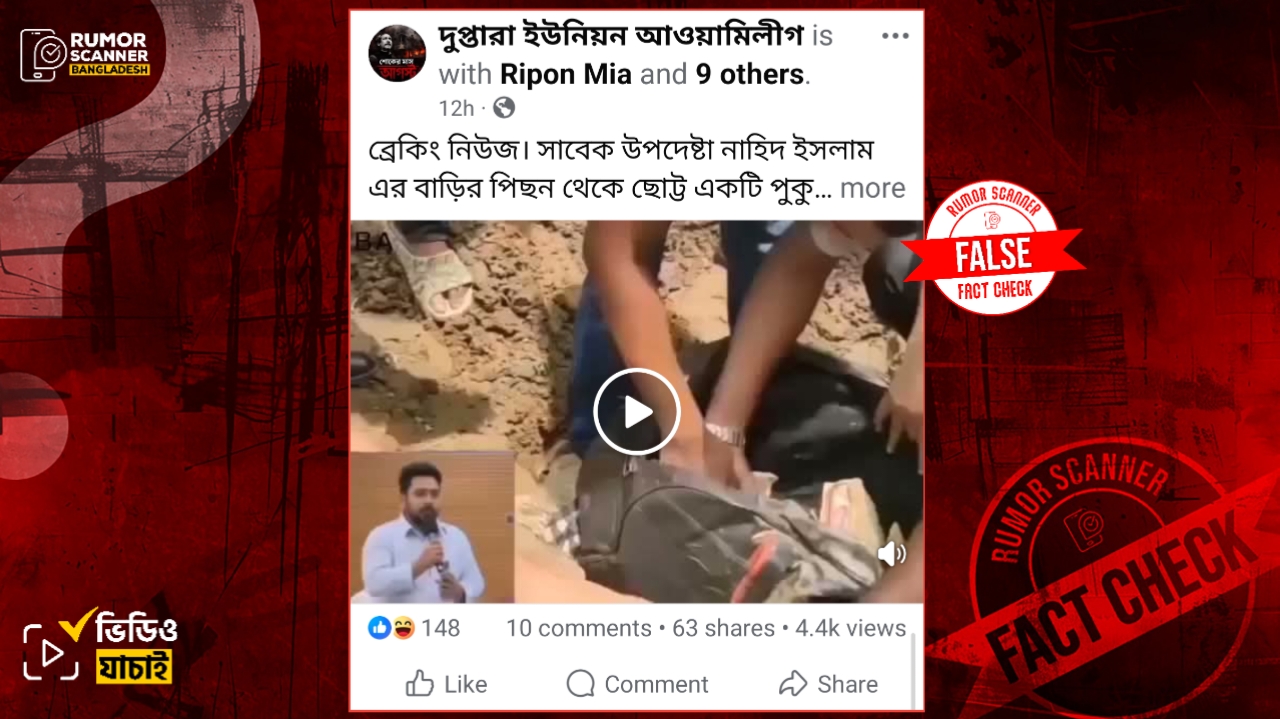 RUMOR
SCANNER
BANGLADESH
দুপ্তারা ইউনিয়ন আওয়ামিলীগ is
with Ripon Mia and 9 others.
12h ·
শোকের মাস
আগস্ট
ব্রেকিং নিউজ। সাবেক উপদেষ্টা নাহিদ ইসলাম
এর বাড়ির পিছন থেকে ছোট্ট একটি পুকু... more
BA
RUMOR SCANNER
FALSE
FACT CHECK
148
10 comments • 63 shares • 4.4k views
Like
Comment
Share
ভিডিও
যাচাই
RUMOR SCANNER
FACT CHECK